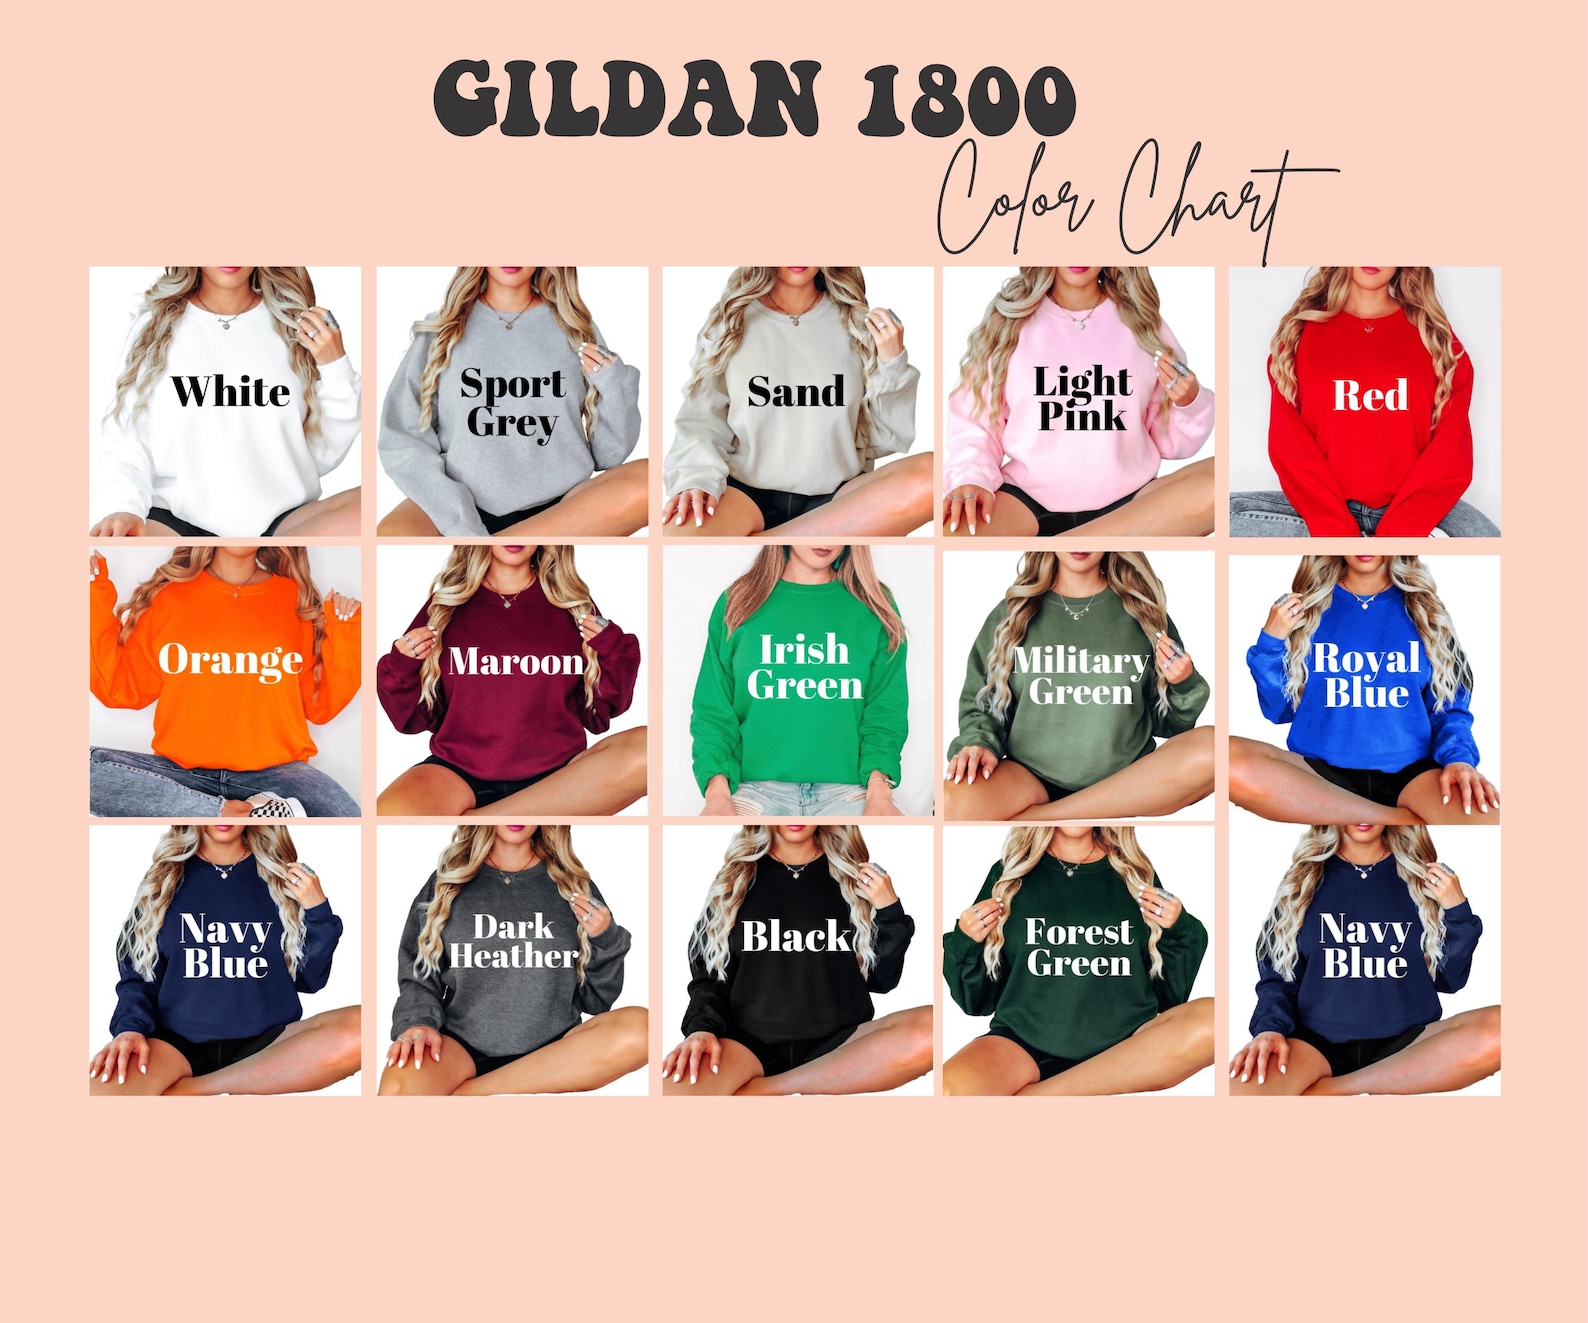 GILDAN 1800
Color Chart
White
Sport
Grey
Sand
Light
Pink
Red
Orange
Maroon
Irish
Green
Military
Green
Royal
Blue
Navy
Blue
Dark
Heather
Black
Forest
Green
Navy
Blue